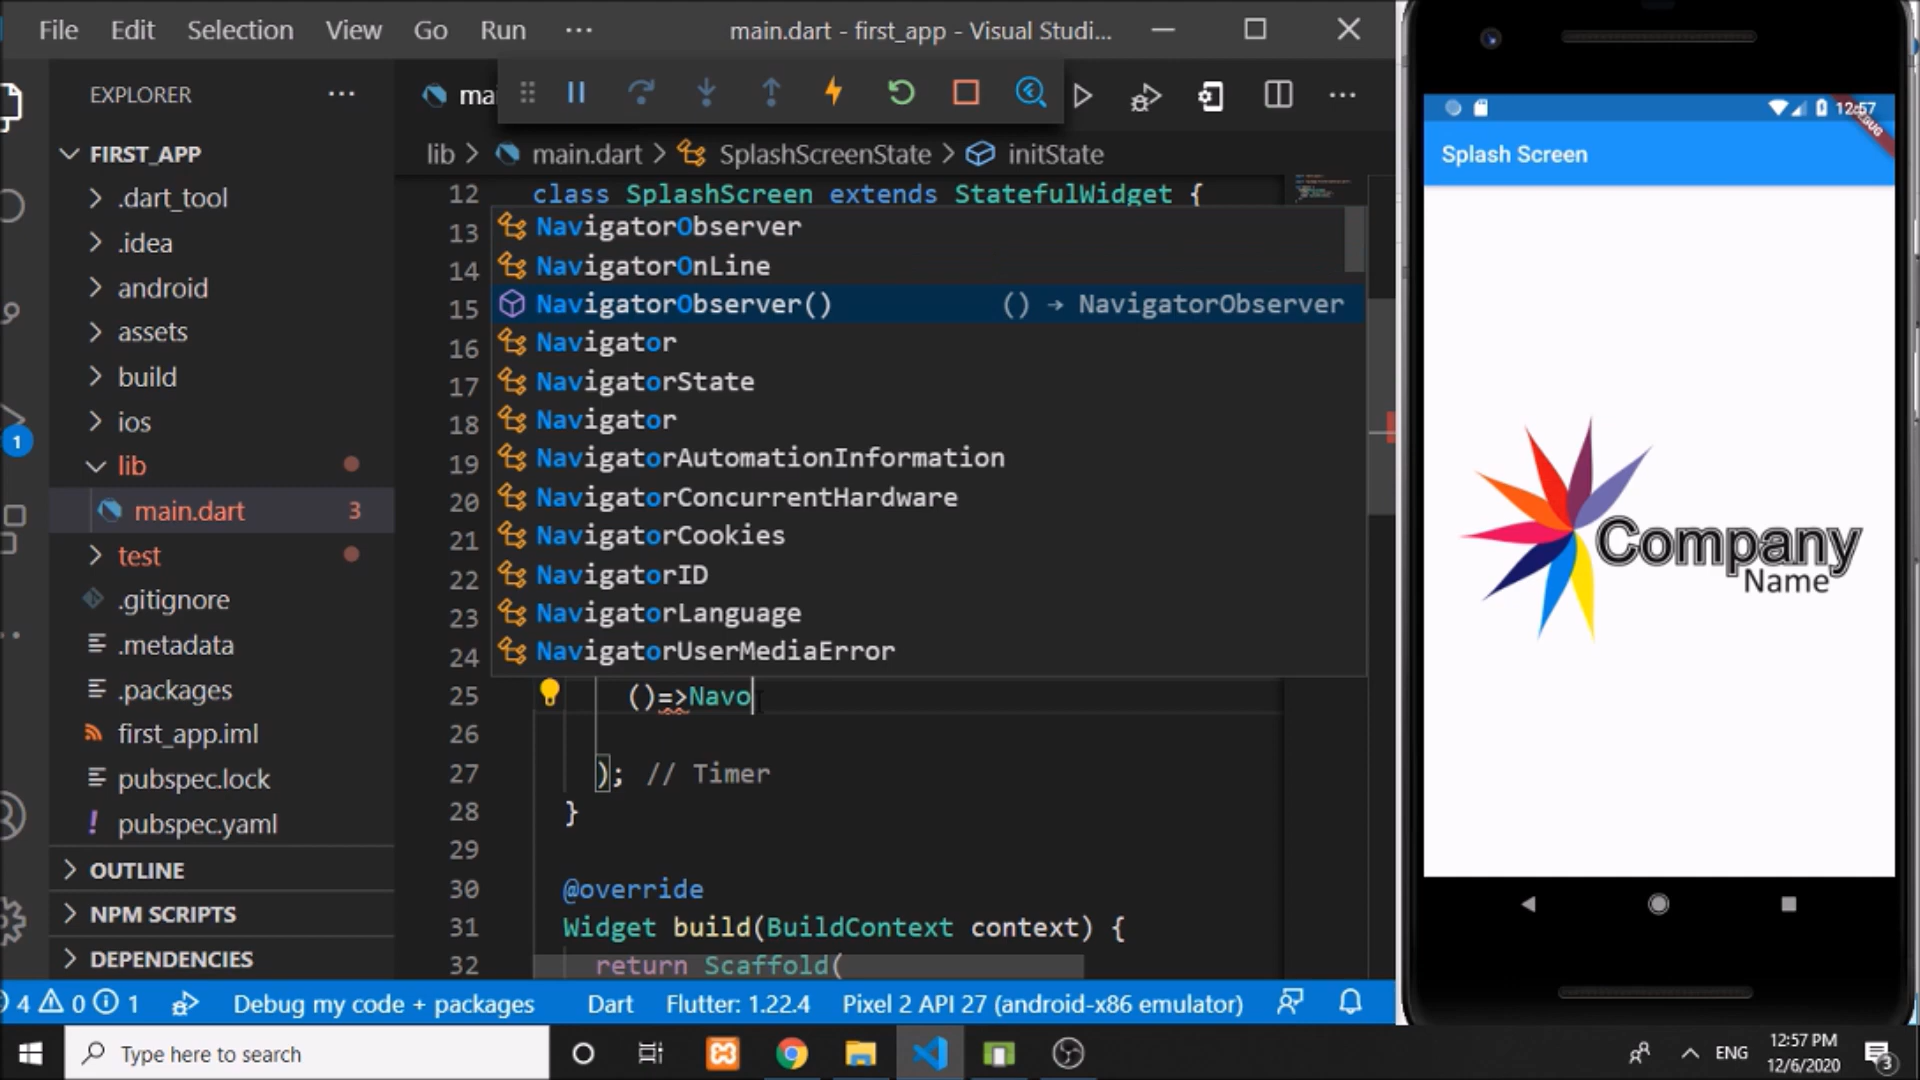 File Edit Selection View Go Run ··· main.dart - first_app - Visual Studi...
EXPLORER ···
FIRST_APP
.dart_tool
.idea
android
assets
build
ios
lib
main.dart 3
test
.gitignore
.metadata
.packages
first_app.iml
pubspec.lock
! pubspec.yaml
OUTLINE
NPM SCRIPTS
DEPENDENCIES
1
mai
lib > main.dart > SplashScreenState > initState
12 class SplashScreen extends StatefulWidget {
13
14
15
16
17
18
19
20
21
22
23
24
NavigatorObserver
NavigatorOnLine
NavigatorObserver() () → NavigatorObserver
Navigator
NavigatorState
Navigator
NavigatorAutomationInformation
NavigatorConcurrentHardware
NavigatorCookies
NavigatorID
NavigatorLanguage
NavigatorUserMediaError
25 ()=>Navo
26
27 ); // Timer
28 }
29
30 @override
31 Widget build(BuildContext context) {
32 return Scaffold(
4 0 1 Debug my code + packages Dart Flutter: 1.22.4 Pixel 2 API 27 (android-x86 emulator)
12:57
Splash Screen
Company
Name
Type here to search
ENG
12:57 PM
12/6/2020
3